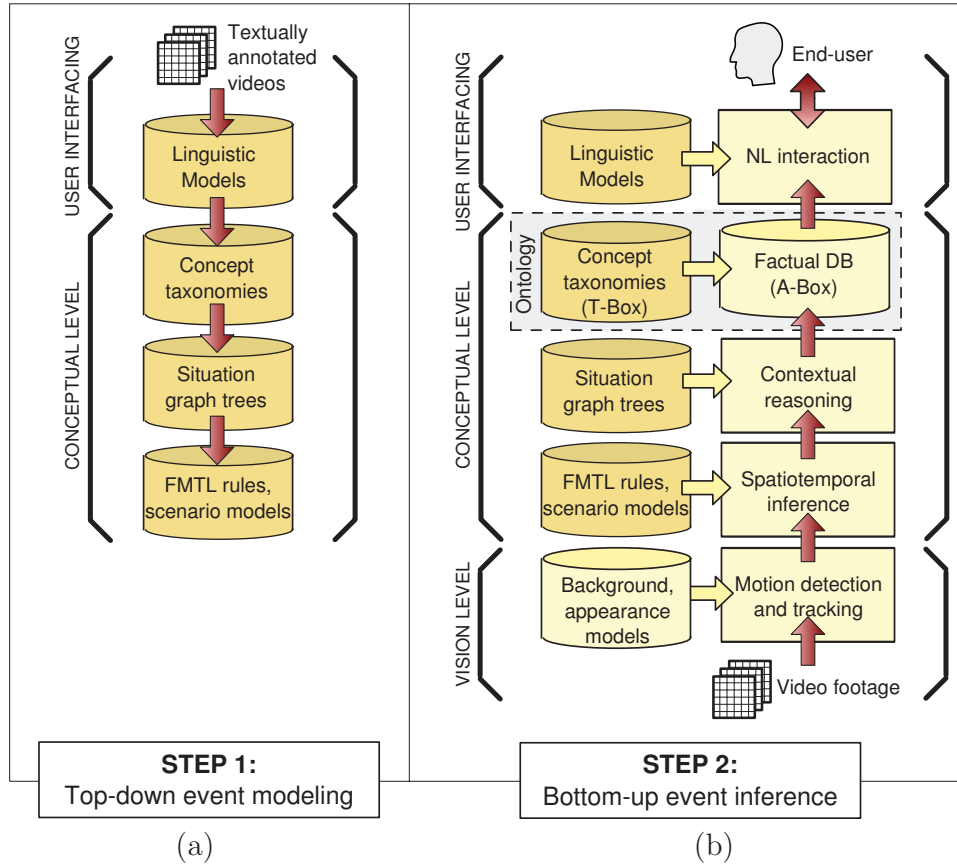 USER INTERFACING
Textually
annotated
videos
Linguistic
Models
CONCEPTUAL LEVEL
Concept
taxonomies
Situation
graph trees
FMTL rules,
scenario models
STEP 1:
Top-down event modeling
(a)
USER INTERFACING
End-user
Linguistic
Models
NL interaction
CONCEPTUAL LEVEL
Ontology
Concept
taxonomies
(T-Box)
Factual DB
(A-Box)
Situation
graph trees
Contextual
reasoning
FMTL rules,
scenario models
Spatiotemporal
inference
VISION LEVEL
Background,
appearance
models
Motion detection
and tracking
Video footage
STEP 2:
Bottom-up event inference
(b)